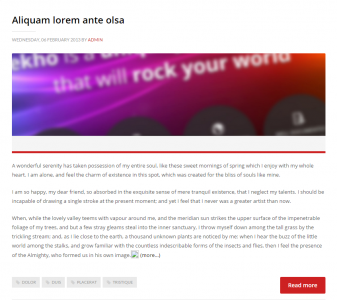 Aliquam lorem ante olsa
WEDNESDAY, 06 FEBRUARY 2013 BY ADMIN
ekho is a
that will rock your world
A wonderful serenity has taken possession of my entire soul, like these sweet mornings of spring which I enjoy with my whole
heart. I am alone, and feel the charm of existence in this spot, which was created for the bliss of souls like mine.
I am so happy, my dear friend, so absorbed in the exquisite sense of mere tranquil existence, that I neglect my talents. I should be
incapable of drawing a single stroke at the present moment; and yet I feel that I never was a greater artist than now.
When, while the lovely valley teems with vapour around me, and the meridian sun strikes the upper surface of the impenetrable
foliage of my trees, and but a few stray gleams steal into the inner sanctuary, I throw myself down among the tall grass by the
trickling stream; and, as I lie close to the earth, a thousand unknown plants are noticed by me: when I hear the buzz of the little
world among the stalks, and grow familiar with the countless indescribable forms of the insects and flies, then I feel the presence
of the Almighty, who formed us in his own image, (more...)
Read more